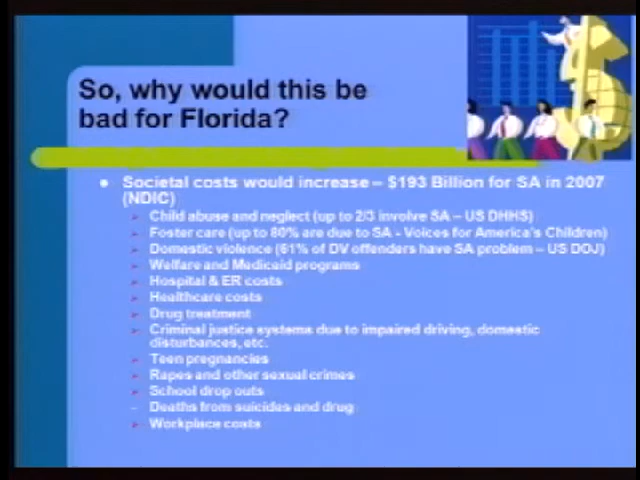 So, why would this be
bad for Florida?
Societal costs would increase – $193 Billion for SA in 2007
(NDIC)
Child abuse and neglect (up to 2/3 involve SA – US DHHS)
Foster care (up to 80% are due to SA - Voices for America's Children)
Domestic violence (61% of DV offenders have SA problem – US DOJ)
Welfare and Medicaid programs
Hospital & ER costs
Healthcare costs
Drug treatment
Criminal justice systems due to impaired driving, domestic
disturbances, etc.
Teen pregnancies
Rapes and other sexual crimes
School drop outs
Deaths from suicides and drug
Workplace costs